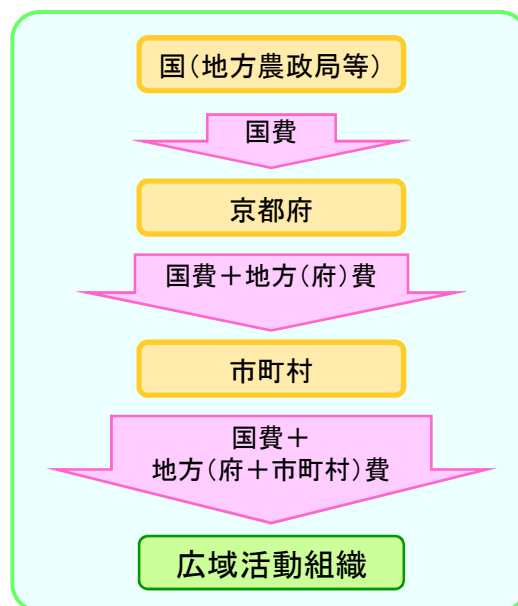 国（地方農政局等）
国費
京都府
国費＋地方（府）費
市町村
国費＋
地方（府＋市町村）費
広域活動組織